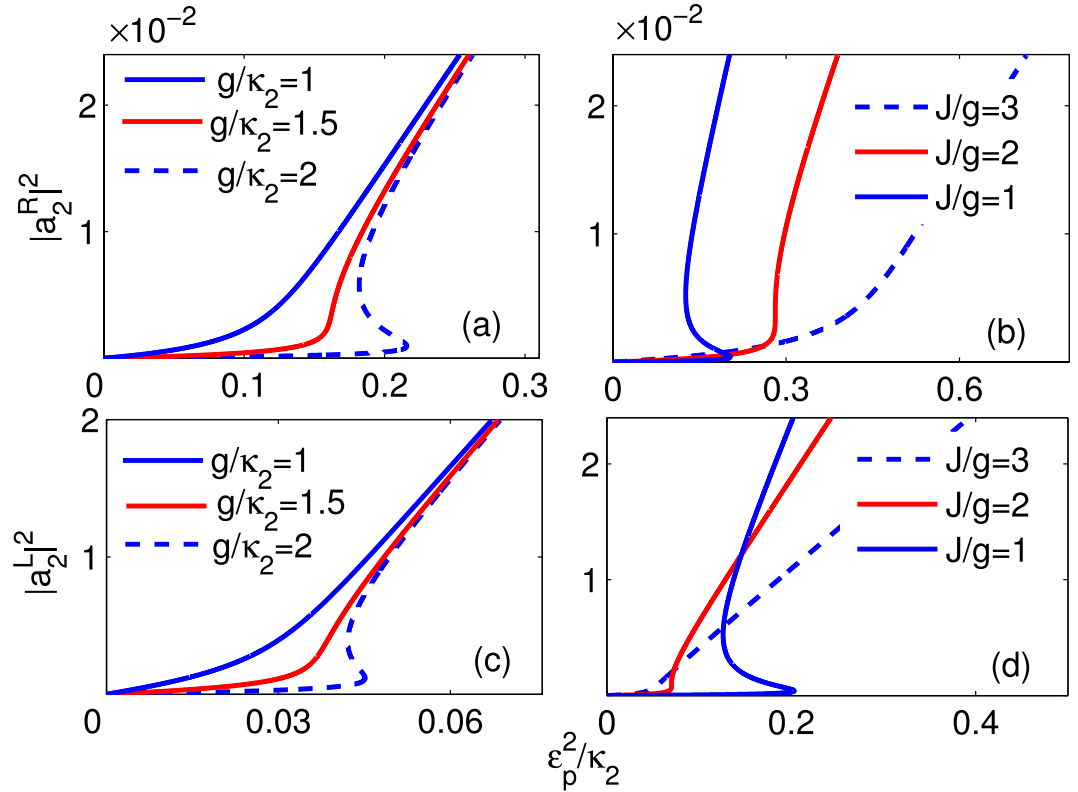 ×10⁻²
g/κ₂=1
g/κ₂=1.5
g/κ₂=2
2
1
|a₂ᴿ|²
(a)
0 0.1 0.2 0.3
×10⁻²
J/g=3
J/g=2
J/g=1
2
1
(b)
0 0.3 0.6
g/κ₂=1
g/κ₂=1.5
g/κ₂=2
2
1
|a₂ᴸ|²
(c)
0 0.03 0.06
J/g=3
J/g=2
J/g=1
2
1
(d)
0 0.2 0.4
εₚ²/κ₂